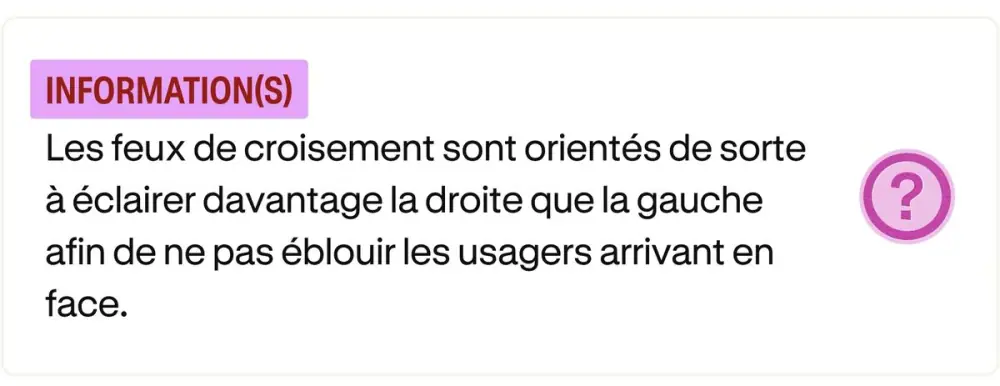 INFORMATION(S)
Les feux de croisement sont orientés de sorte
à éclairer davantage la droite que la gauche
afin de ne pas éblouir les usagers arrivant en
face.
?